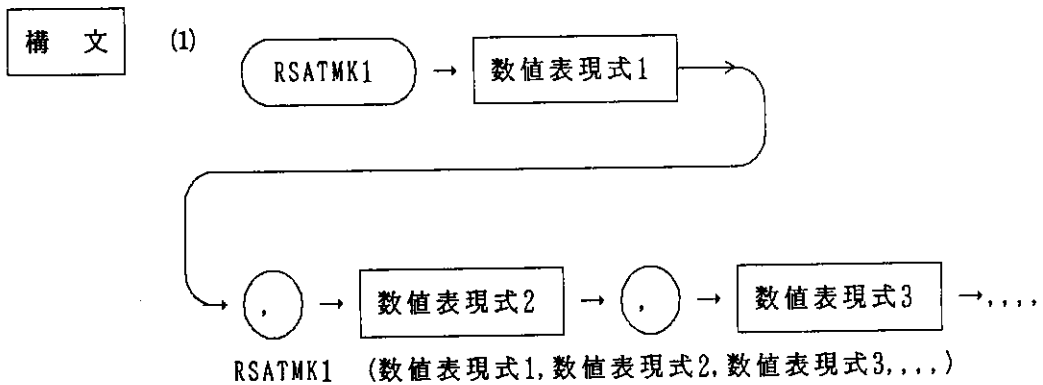 構 文 (1)
RSATMK1 → 数値表現式1
, → 数値表現式2 → , → 数値表現式3 →,,,,
RSATMK1 (数値表現式1,数値表現式2,数値表現式3,,,,)